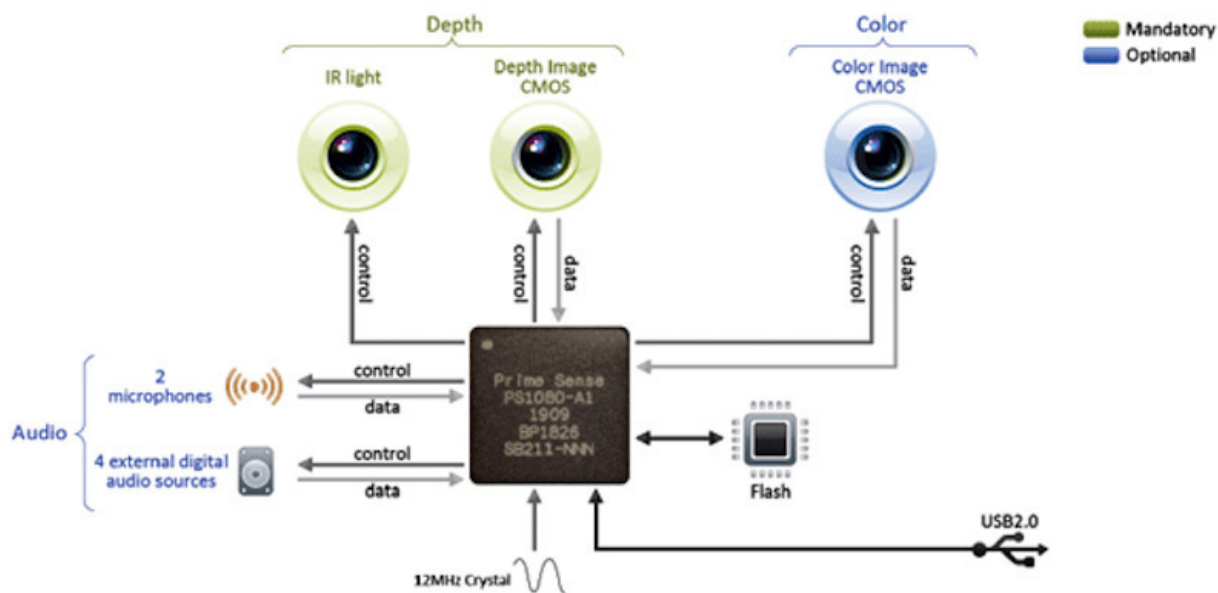 Depth
Color
Mandatory
Optional
IR light
Depth Image
CMOS
Color Image
CMOS
control
control
data
control
data
Audio
2
microphones
control
data
4 external digital
audio sources
control
data
Prime Sense
PS1080-A1
1909
BP1826
SB211-NNN
Flash
USB2.0
12MHz Crystal